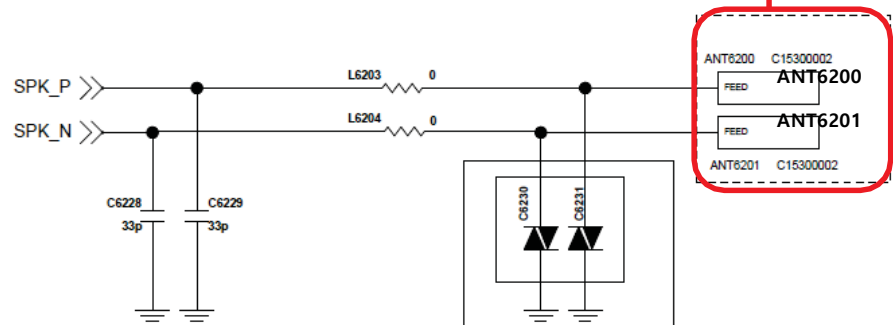 ANT6200 C15300002
SPK_P
L6203 0
FEED ANT6200
SPK_N
L6204 0
FEED ANT6201
ANT6201 C15300002
C6228
33p
C6229
33p
C6230
C6231